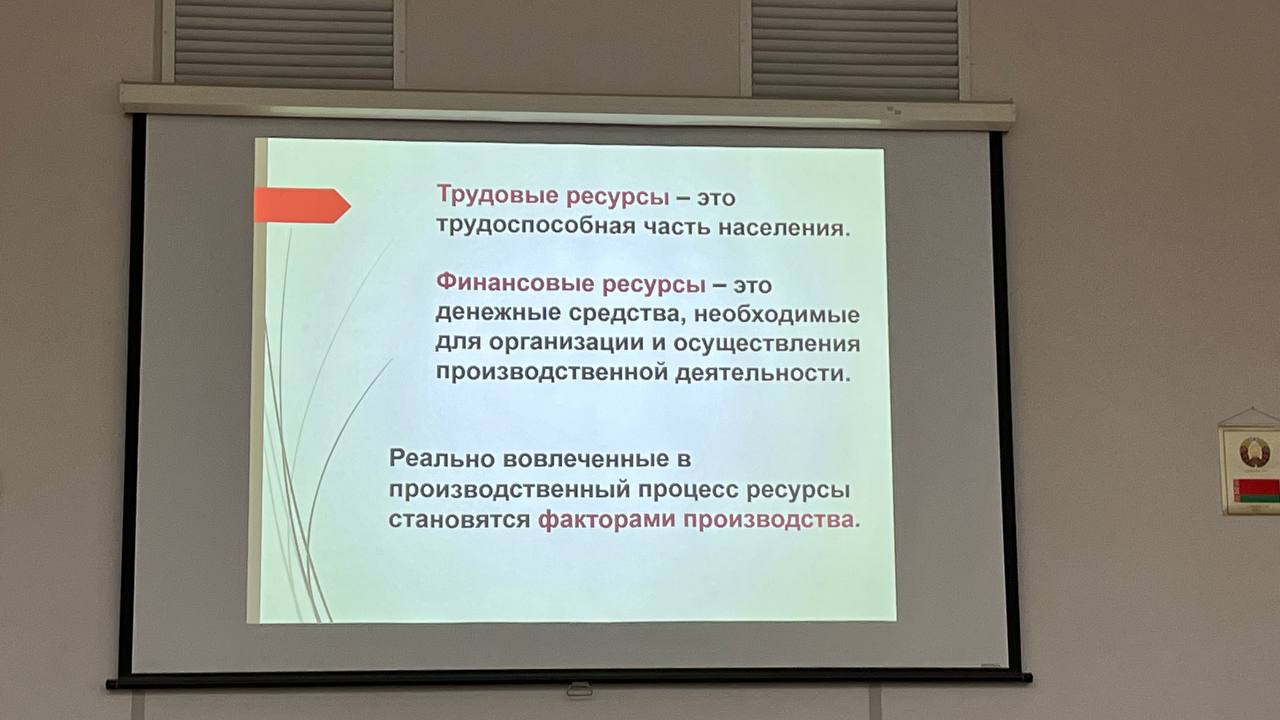 Трудовые ресурсы – это
трудоспособная часть населения.
Финансовые ресурсы – это
денежные средства, необходимые
для организации и осуществления
производственной деятельности.
Реально вовлеченные в
производственный процесс ресурсы
становятся факторами производства.